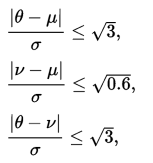 |θ − μ| / σ ≤ √3,
|ν − μ| / σ ≤ √0.6,
|θ − ν| / σ ≤ √3,